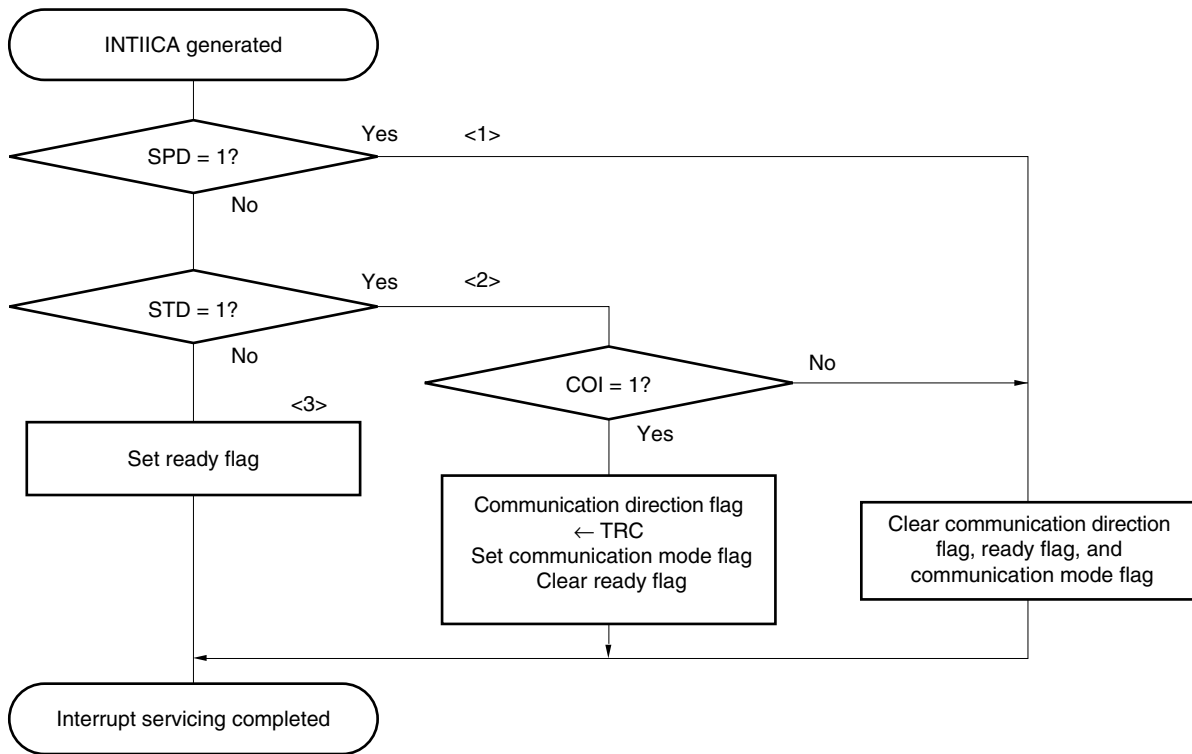 INTIICA generated
Yes
<1>
SPD = 1?
No
Yes
<2>
STD = 1?
No
COI = 1?
No
<3>
Yes
Set ready flag
Communication direction flag
← TRC
Set communication mode flag
Clear ready flag
Clear communication direction
flag, ready flag, and
communication mode flag
Interrupt servicing completed